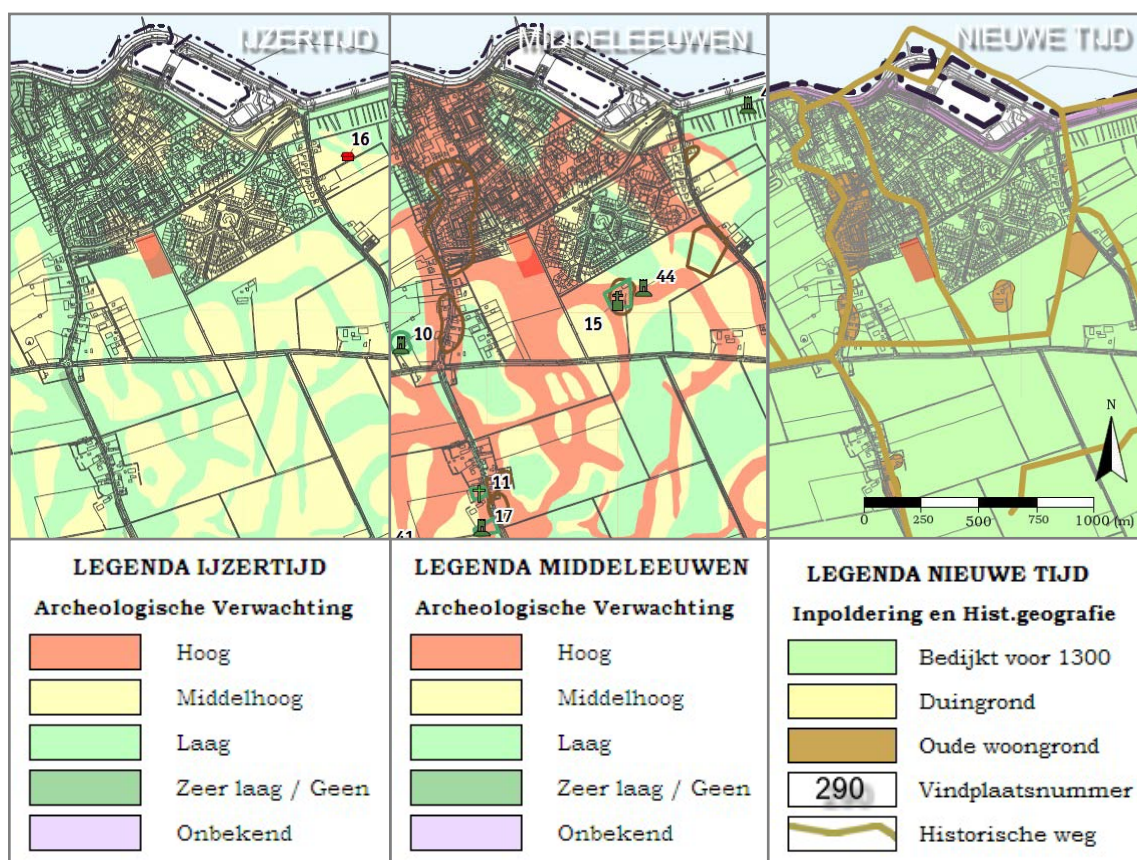 IJZERTIJD
16
MIDDELEEUWEN
44
15
10
11
17
41
NIEUWE TIJD
N
0 250 500 750 1000 (m)
LEGENDA IJZERTIJD
Archeologische Verwachting
Hoog
Middelhoog
Laag
Zeer laag / Geen
Onbekend
LEGENDA MIDDELEEUWEN
Archeologische Verwachting
Hoog
Middelhoog
Laag
Zeer laag / Geen
Onbekend
LEGENDA NIEUWE TIJD
Inpoldering en Hist.geografie
Bedijkt voor 1300
Duingrond
Oude woongrond
290 Vindplaatsnummer
Historische weg